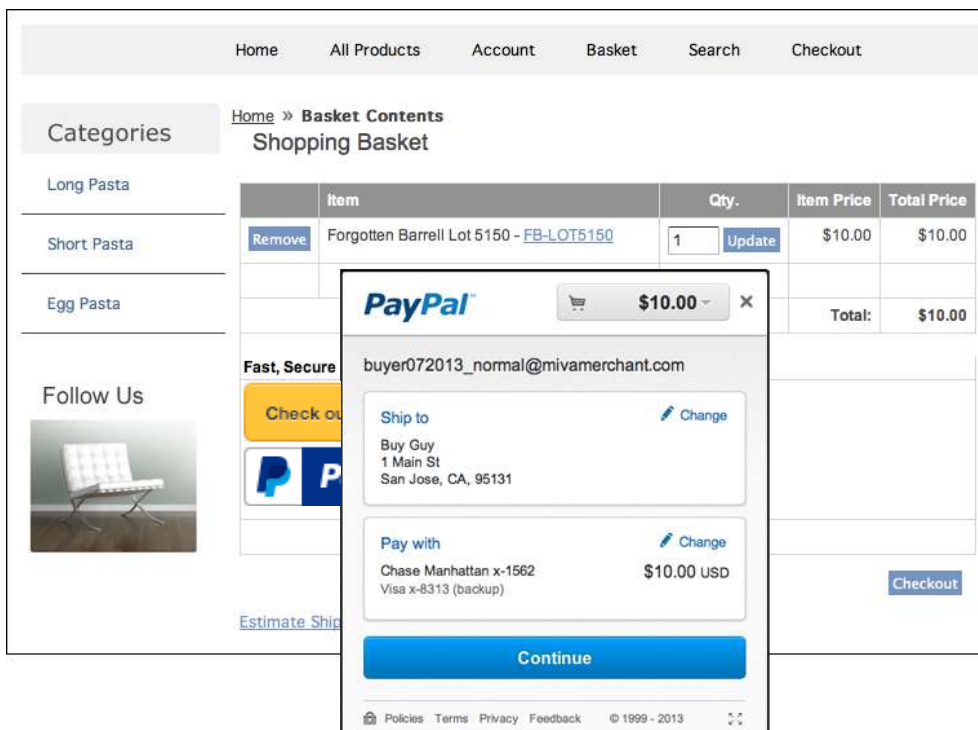 Home All Products Account Basket Search Checkout
Categories
Long Pasta
Short Pasta
Egg Pasta
Follow Us
Home » Basket Contents
Shopping Basket
Item Qty. Item Price Total Price
Remove Forgotten Barrell Lot 5150 - FB-LOT5150 1 Update $10.00 $10.00
Total: $10.00
Fast, Secure
Check
Estimate
Checkout
PayPal $10.00 ×
buyer072013_normal@mivamerchant.com
Ship to Change
Buy Guy
1 Main St
San Jose, CA, 95131
Pay with Change
Chase Manhattan x-1562 $10.00 USD
Visa x-8313 (backup)
Continue
Policies Terms Privacy Feedback © 1999 - 2013